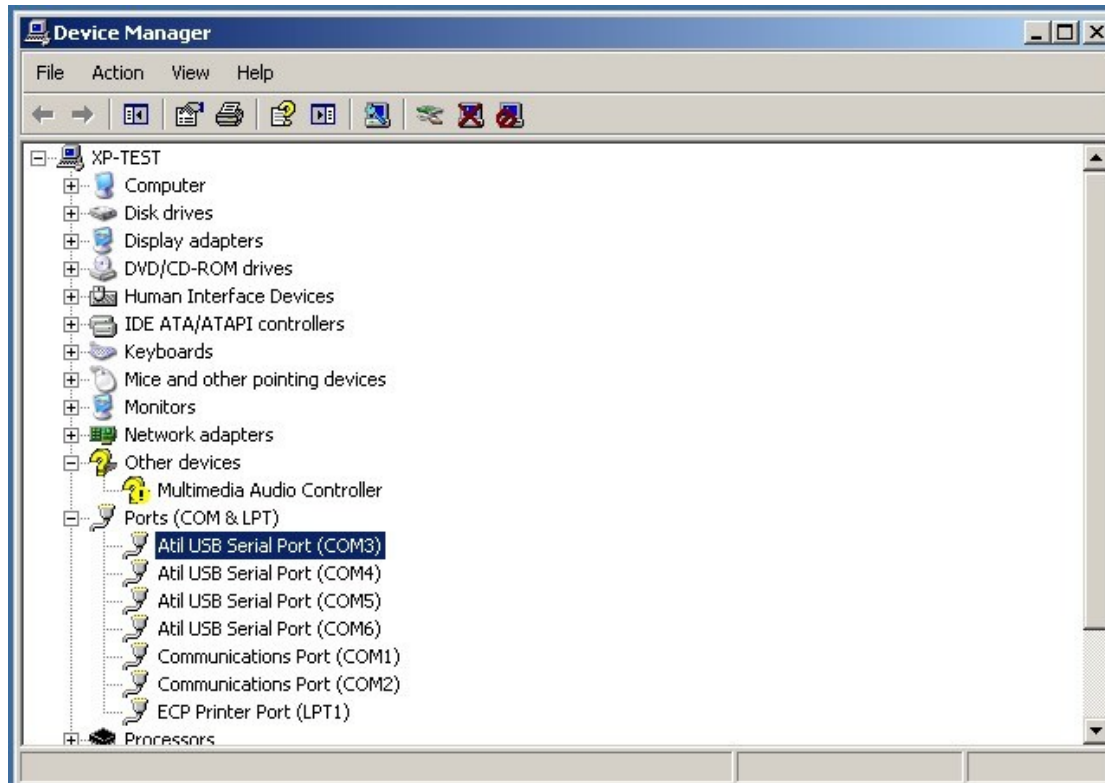 Device Manager
File Action View Help
XP-TEST
Computer
Disk drives
Display adapters
DVD/CD-ROM drives
Human Interface Devices
IDE ATA/ATAPI controllers
Keyboards
Mice and other pointing devices
Monitors
Network adapters
Other devices
Multimedia Audio Controller
Ports (COM & LPT)
Atil USB Serial Port (COM3)
Atil USB Serial Port (COM4)
Atil USB Serial Port (COM5)
Atil USB Serial Port (COM6)
Communications Port (COM1)
Communications Port (COM2)
ECP Printer Port (LPT1)
Processors